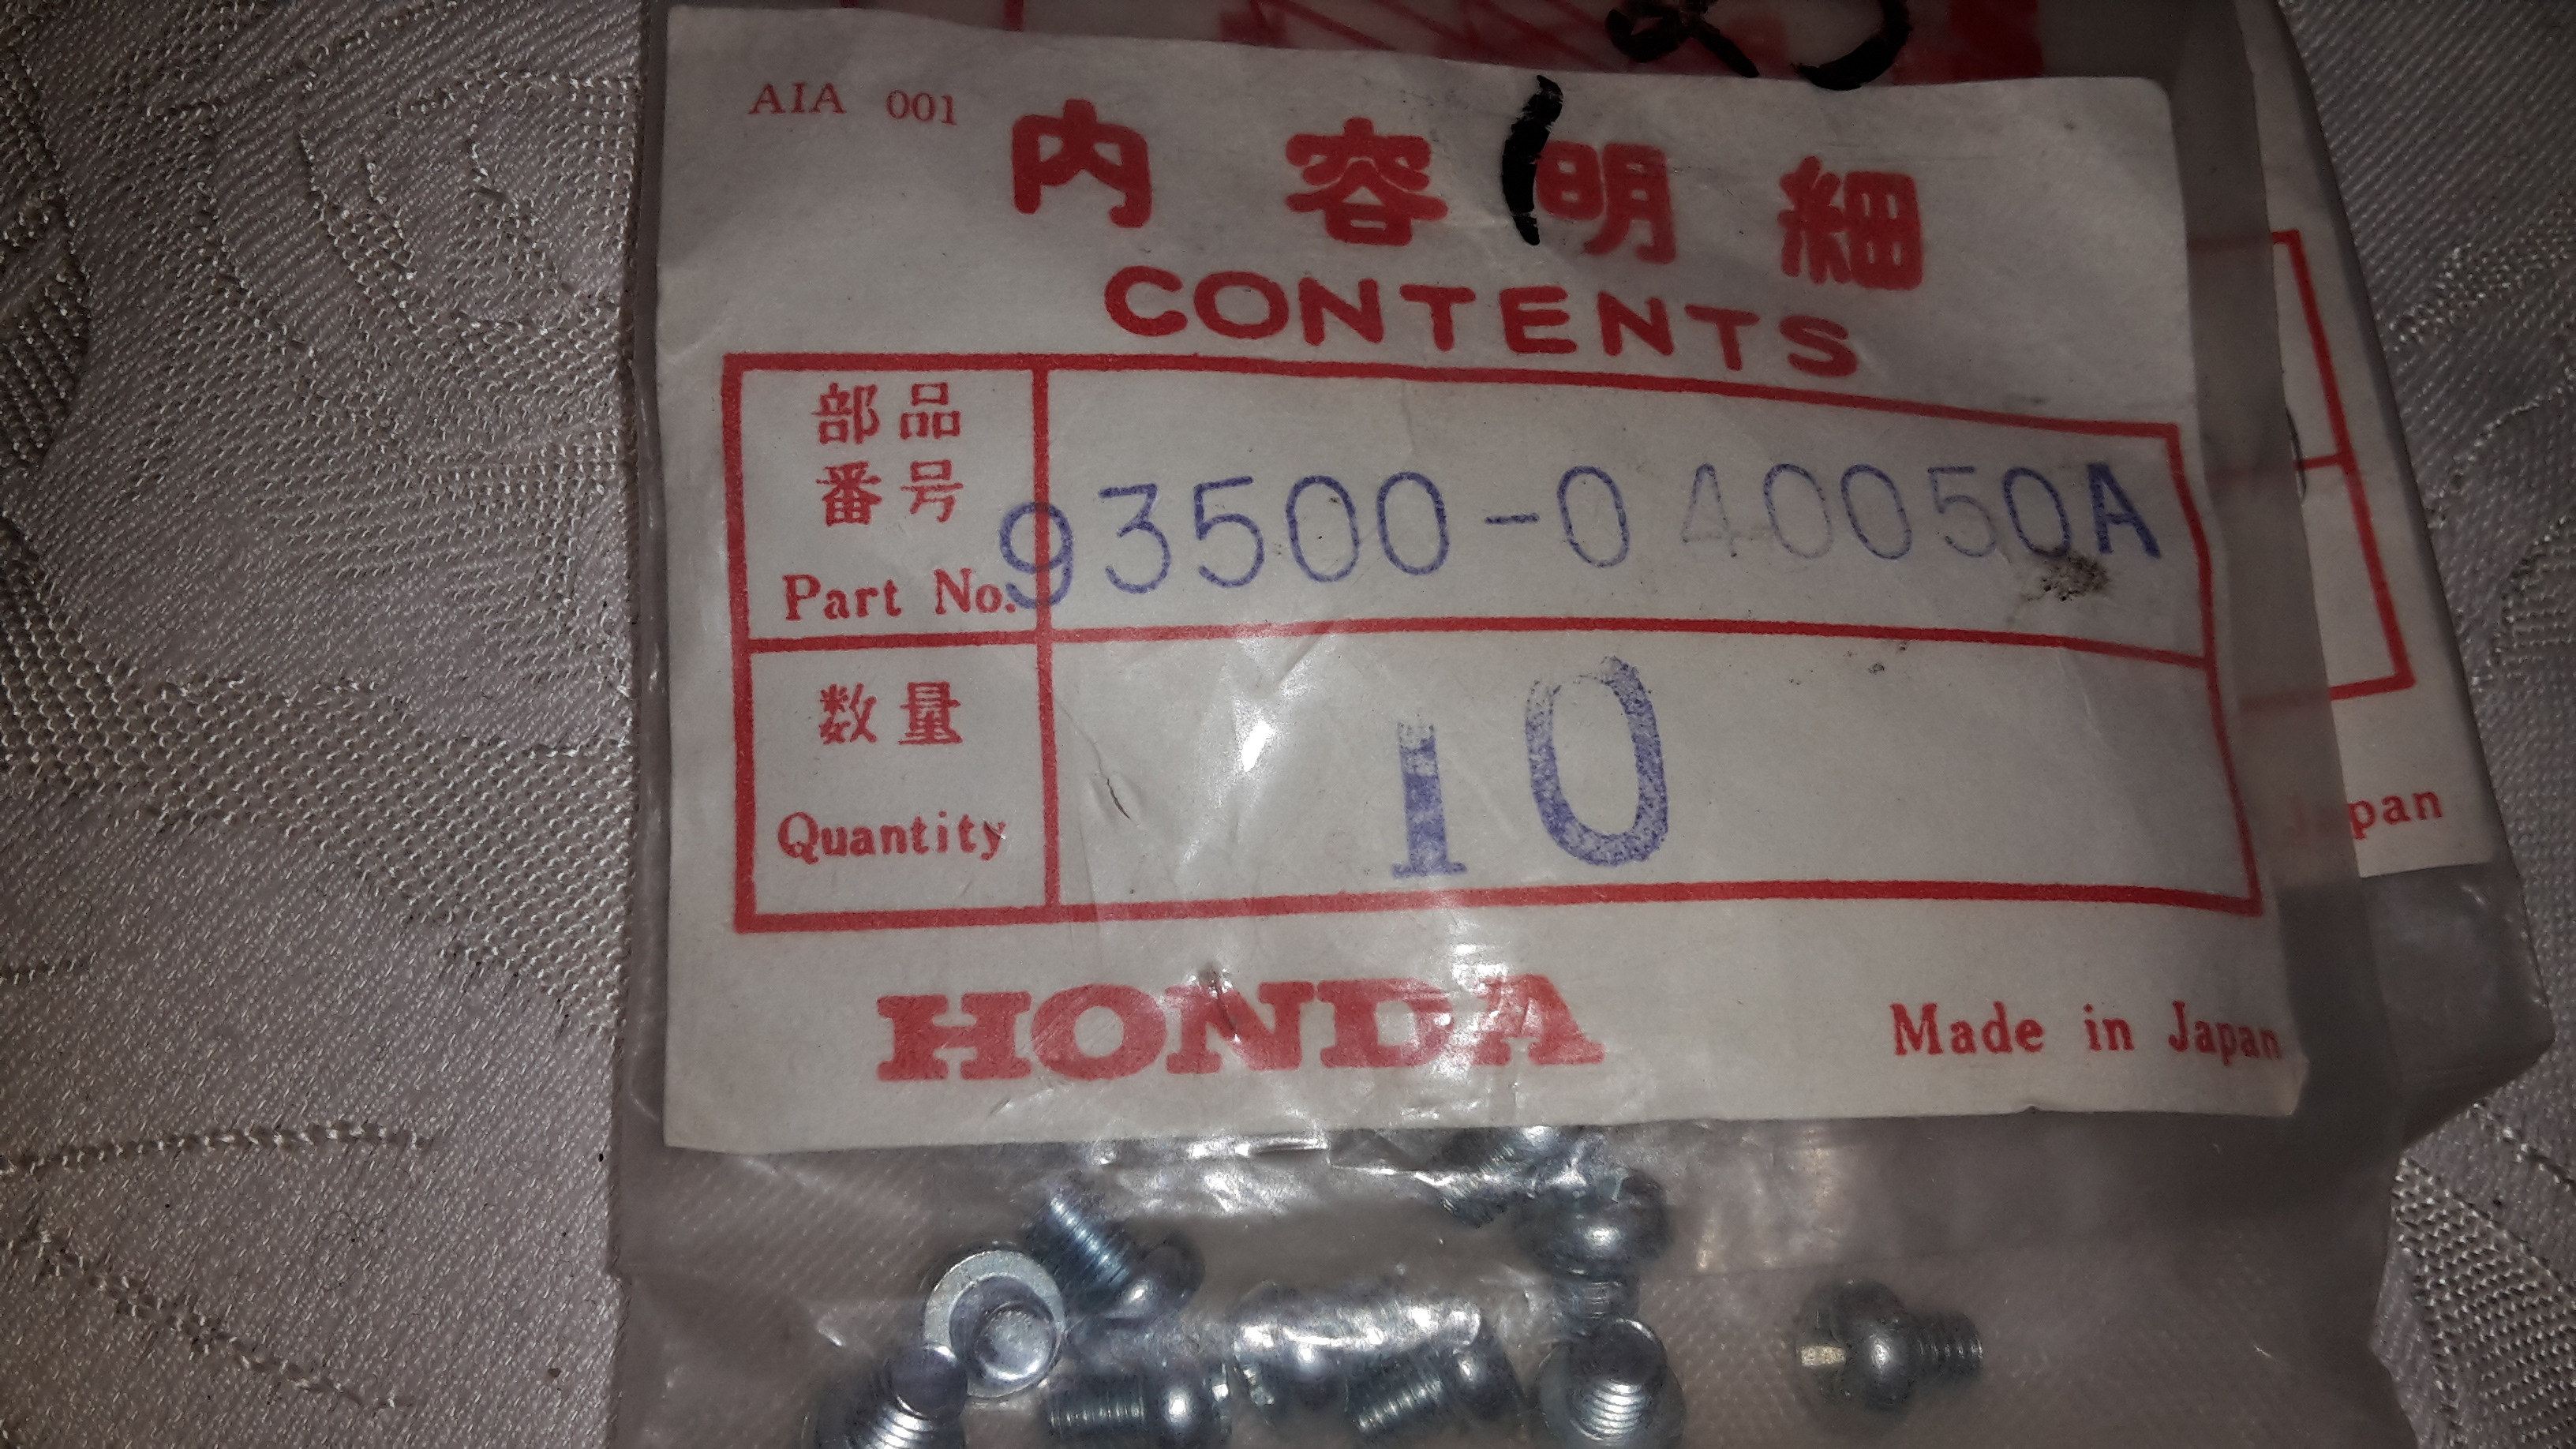 AIA 001
内容明細
CONTENTS
部品
番号
Part No.
93500-040050A
数量
Quantity
10
HONDA
Made in Japan
Japan